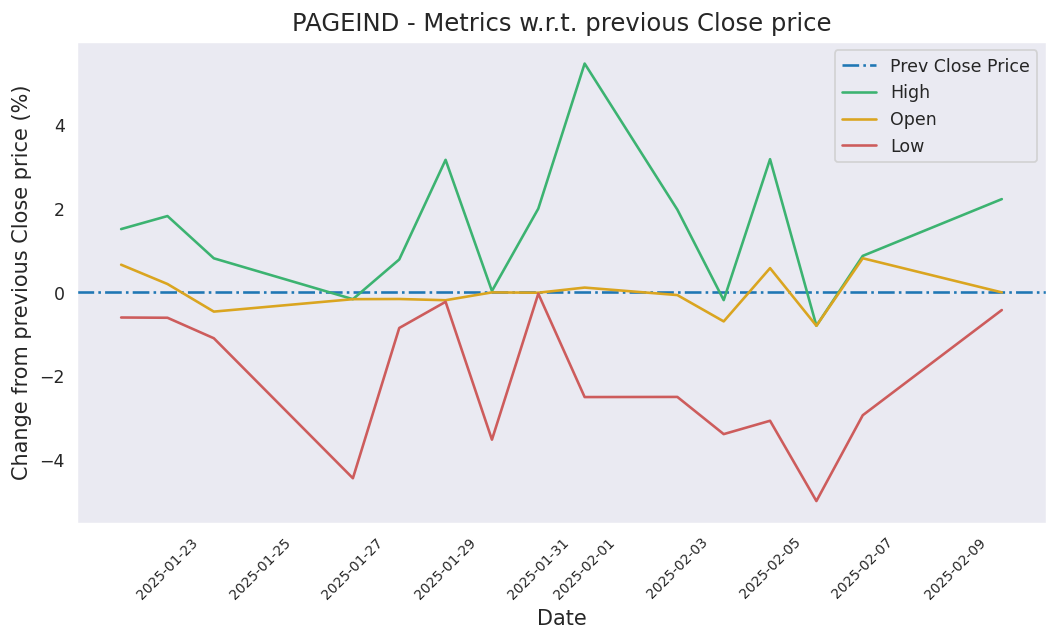 PAGEIND - Metrics w.r.t. previous Close price
Change from previous Close price (%)
4
2
0
−2
−4
Prev Close Price
High
Open
Low
2025-01-23
2025-01-25
2025-01-27
2025-01-29
2025-01-31
2025-02-01
2025-02-03
2025-02-05
2025-02-07
2025-02-09
Date